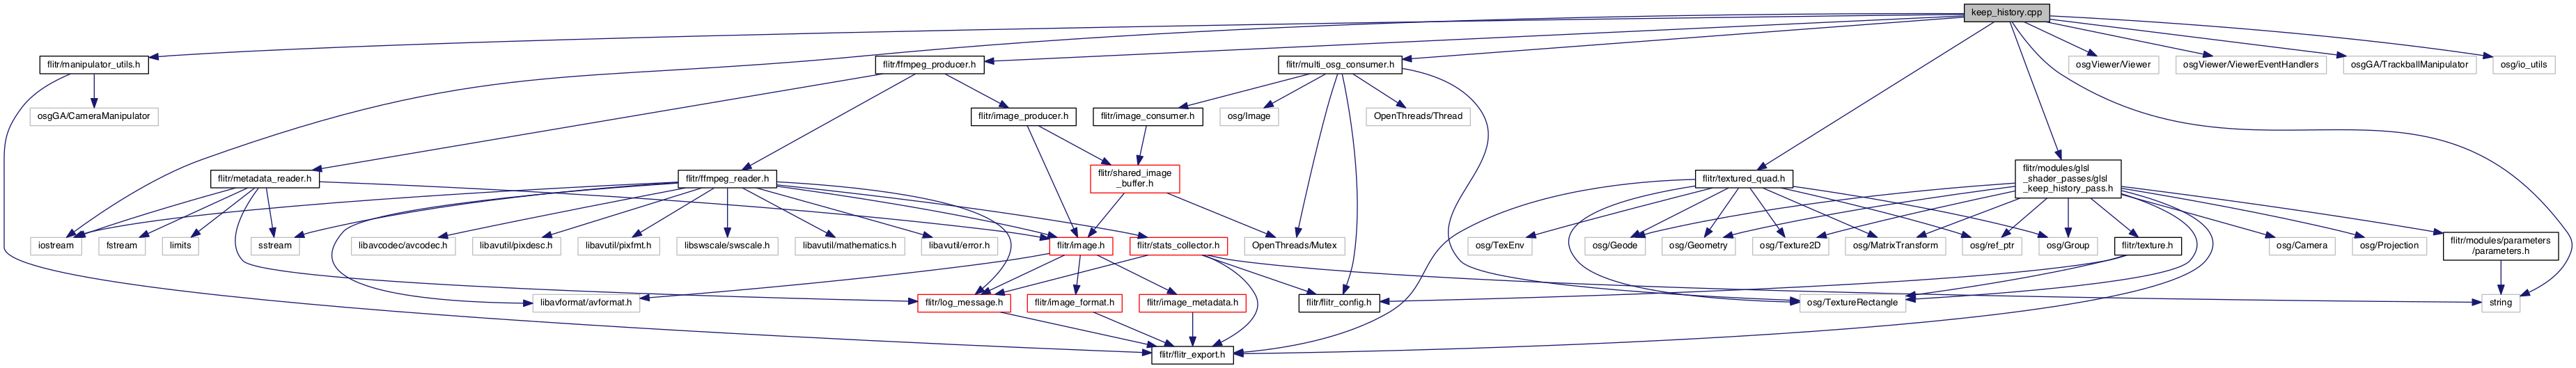 keep_history.cpp
flitr/manipulator_utils.h
flitr/ffmpeg_producer.h
flitr/multi_osg_consumer.h
osgViewer/Viewer
osgViewer/ViewerEventHandlers
osgGA/TrackballManipulator
osg/io_utils
osgGA/CameraManipulator
flitr/image_producer.h
flitr/image_consumer.h
osg/Image
OpenThreads/Thread
flitr/metadata_reader.h
flitr/ffmpeg_reader.h
flitr/shared_image
_buffer.h
flitr/textured_quad.h
flitr/modules/glsl
_shader_passes/glsl
_keep_history_pass.h
iostream
fstream
limits
sstream
libavcodec/avcodec.h
libavutil/pixdesc.h
libavutil/pixfmt.h
libswscale/swscale.h
libavutil/mathematics.h
libavutil/error.h
flitr/image.h
flitr/stats_collector.h
OpenThreads/Mutex
osg/TexEnv
osg/Geode
osg/Geometry
osg/Texture2D
osg/MatrixTransform
osg/ref_ptr
osg/Group
flitr/texture.h
osg/Camera
osg/Projection
flitr/modules/parameters
/parameters.h
libavformat/avformat.h
flitr/log_message.h
flitr/image_format.h
flitr/image_metadata.h
flitr/flitr_config.h
osg/TextureRectangle
string
flitr/flitr_export.h